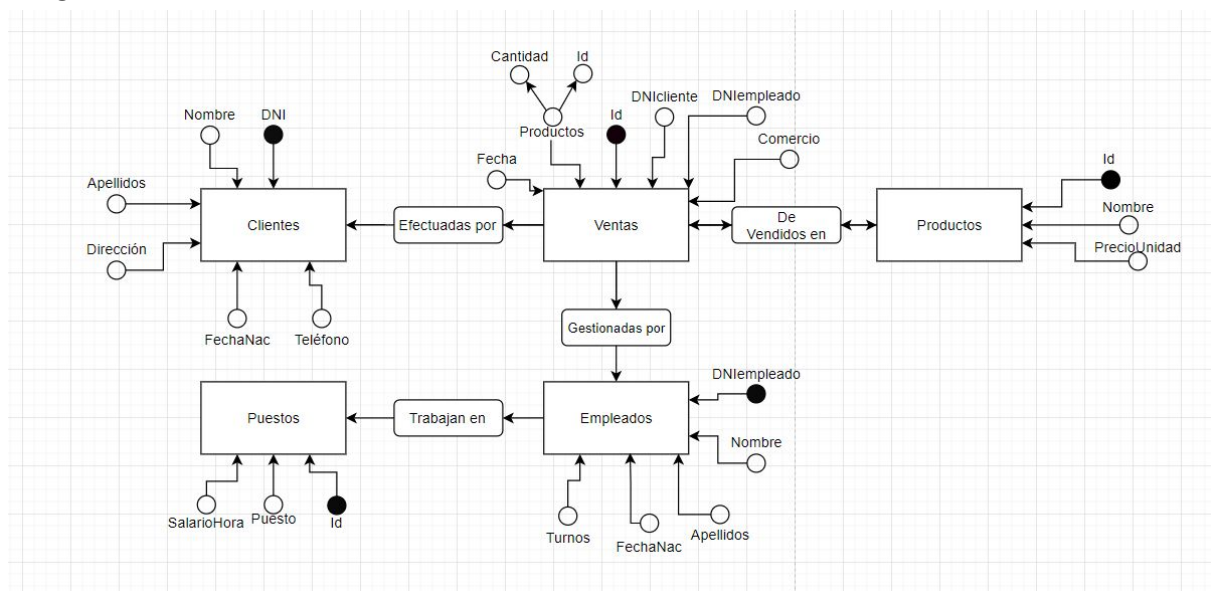 Cantidad
Id
Nombre
DNI
Productos
Id
DNIcliente
DNIempleado
Comercio
Fecha
Apellidos
Dirección
Clientes
Efectuadas por
Ventas
De
Vendidos en
Productos
Id
Nombre
PrecioUnidad
FechaNac
Teléfono
Gestionadas por
Puestos
Trabajan en
Empleados
DNIempleado
Nombre
SalarioHora
Puesto
Id
Turnos
FechaNac
Apellidos